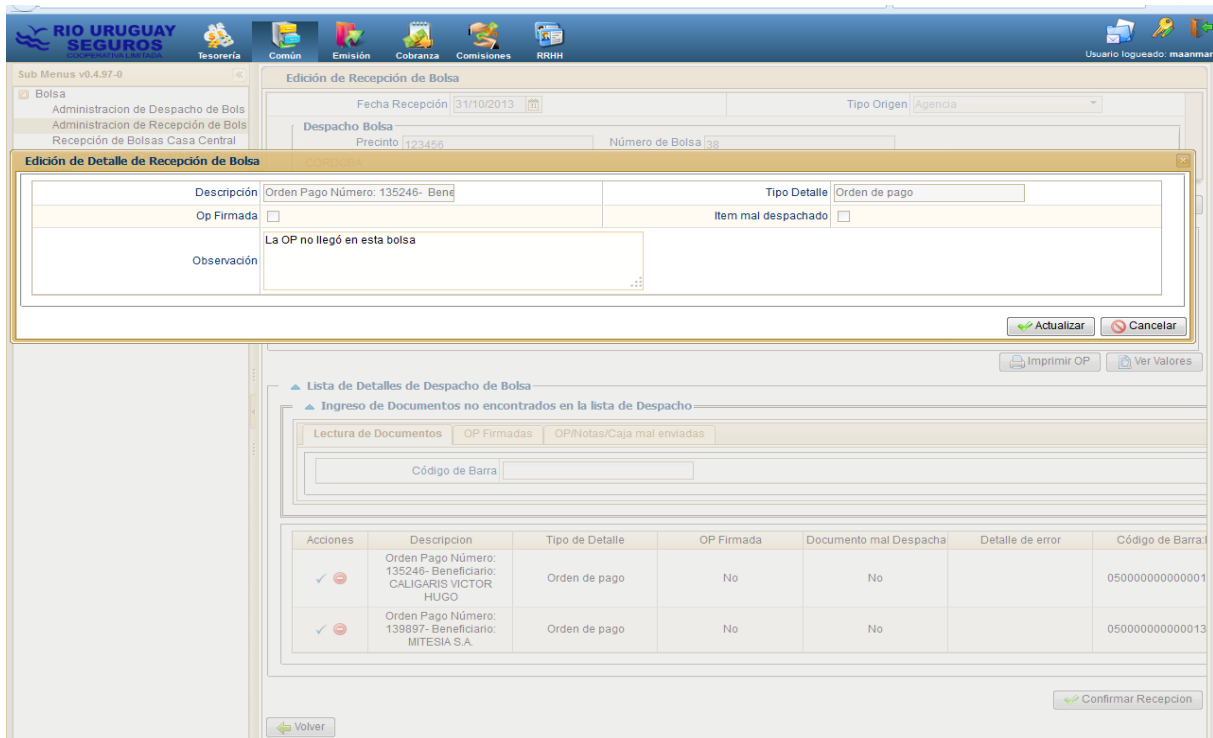 RIO URUGUAY
SEGUROS
COOPERATIVA LIMITADA
Tesorería
Común
Emisión
Cobranza
Comisiones
RRHH
Usuario logueado: maanmar
Sub Menus v0.4.97-0
Bolsa
Administracion de Despacho de Bols
Administracion de Recepción de Bols
Recepción de Bolsas Casa Central
Edición de Recepción de Bolsa
Fecha Recepción 31/10/2013
Tipo Origen Agencia
Despacho Bolsa
Precinto 123456
Número de Bolsa 38
Edición de Detalle de Recepción de Bolsa
Descripción Orden Pago Número: 135246- Bene
Tipo Detalle Orden de pago
Op Firmada
Item mal despachado
Observación La OP no llegó en esta bolsa
Actualizar
Cancelar
Imprimir OP
Ver Valores
Lista de Detalles de Despacho de Bolsa
Ingreso de Documentos no encontrados en la lista de Despacho
Lectura de Documentos OP Firmadas OP/Notas/Caja mal enviadas
Código de Barra
Acciones Descripcion Tipo de Detalle OP Firmada Documento mal Despacha Detalle de error Código de Barra:
Orden Pago Número:
135246- Beneficiario:
CALIGARIS VICTOR
HUGO
Orden de pago No No 050000000000001
Orden Pago Número:
139897- Beneficiario:
MITESIA S.A.
Orden de pago No No 050000000000013
Confirmar Recepcion
Volver